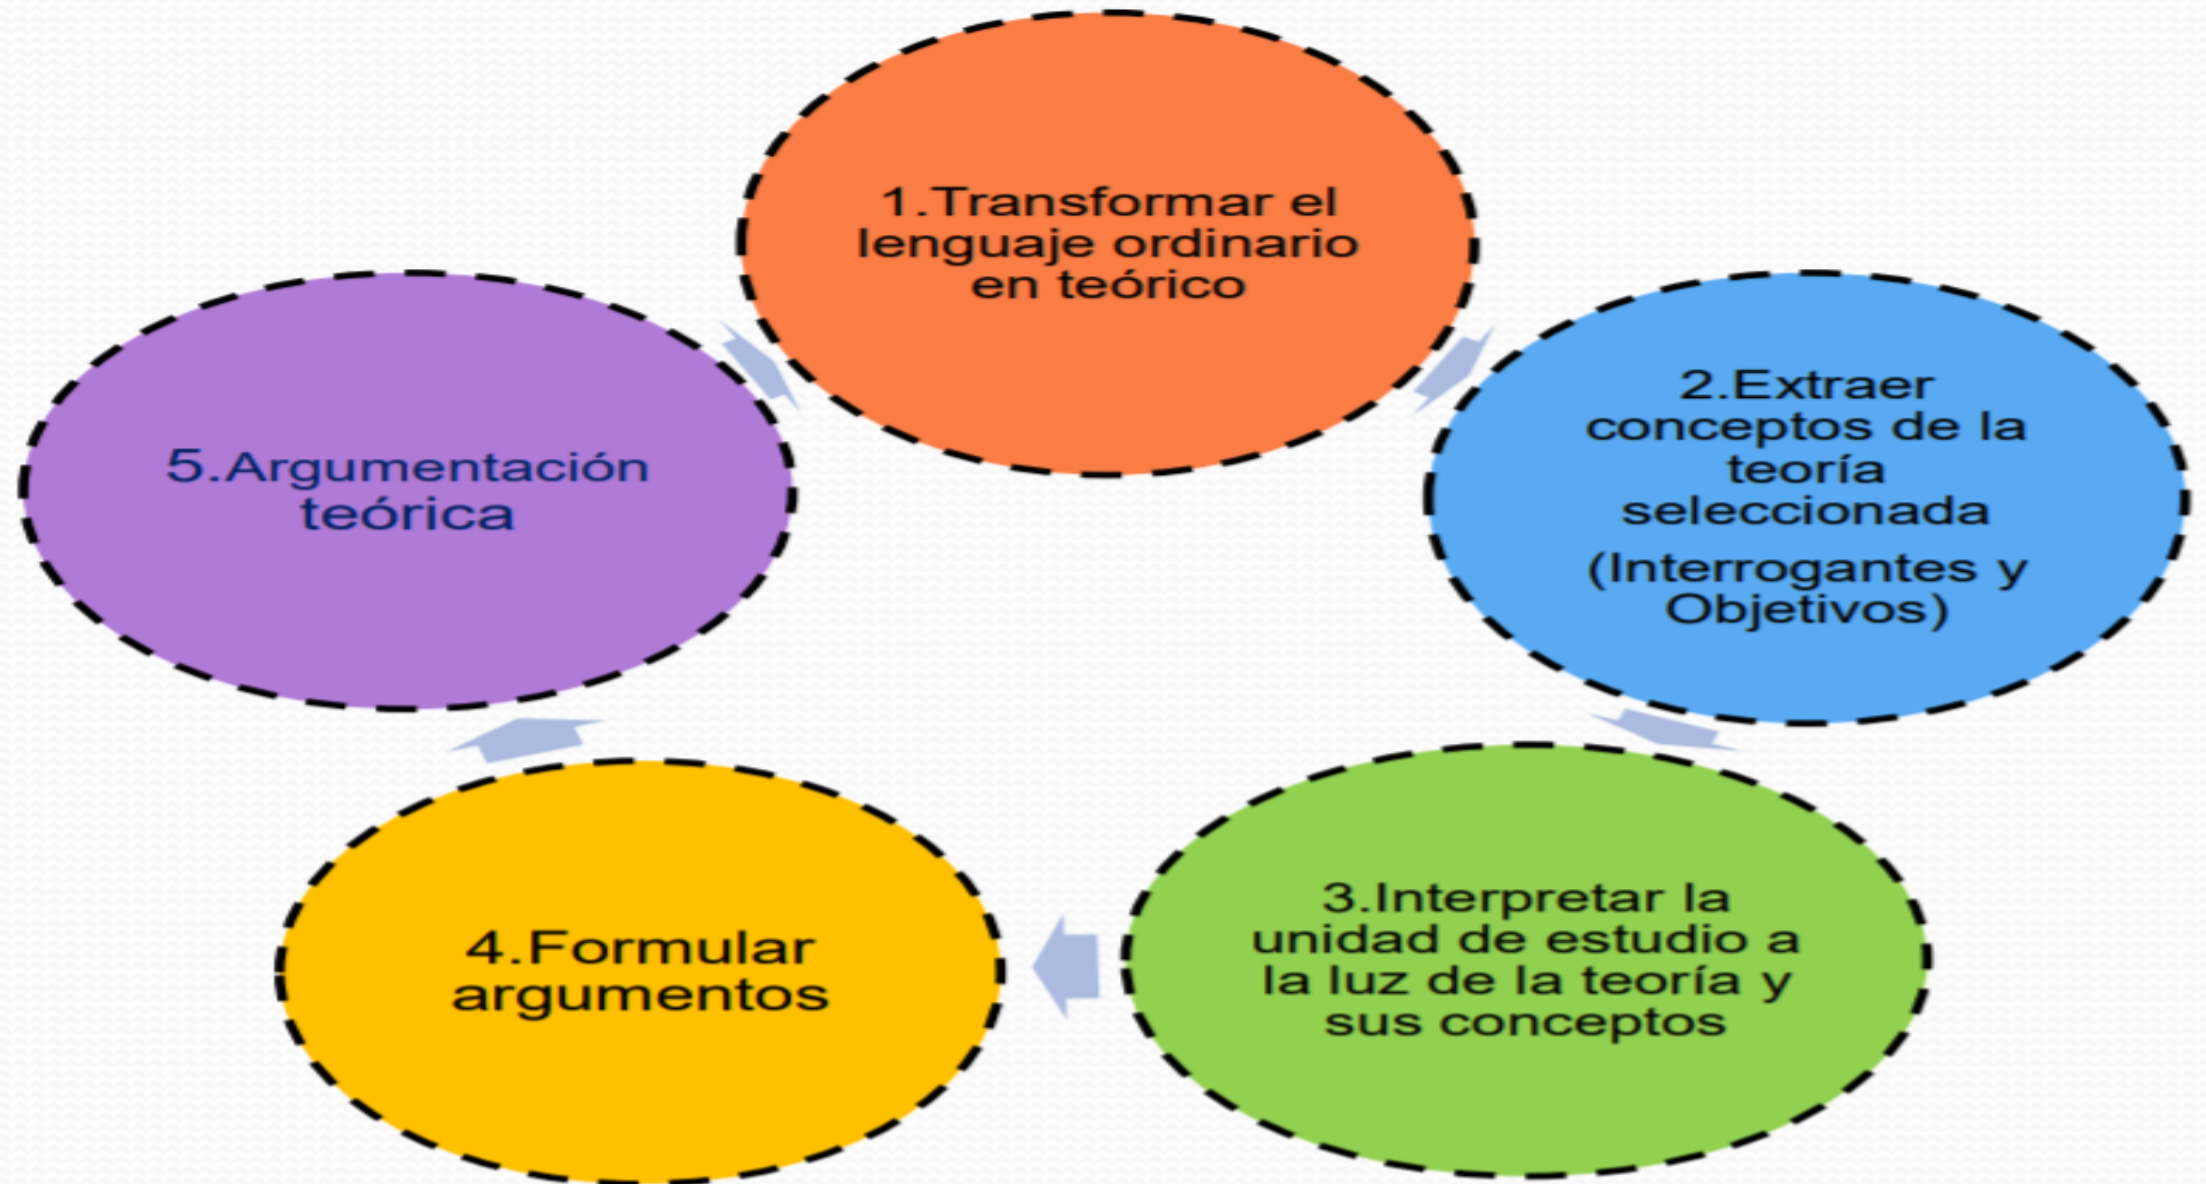 1.Transformar el
lenguaje ordinario
en teórico
2.Extraer
conceptos de la
teoría
seleccionada
(Interrogantes y
Objetivos)
3.Interpretar la
unidad de estudio a
la luz de la teoría y
sus conceptos
4.Formular
argumentos
5.Argumentación
teórica